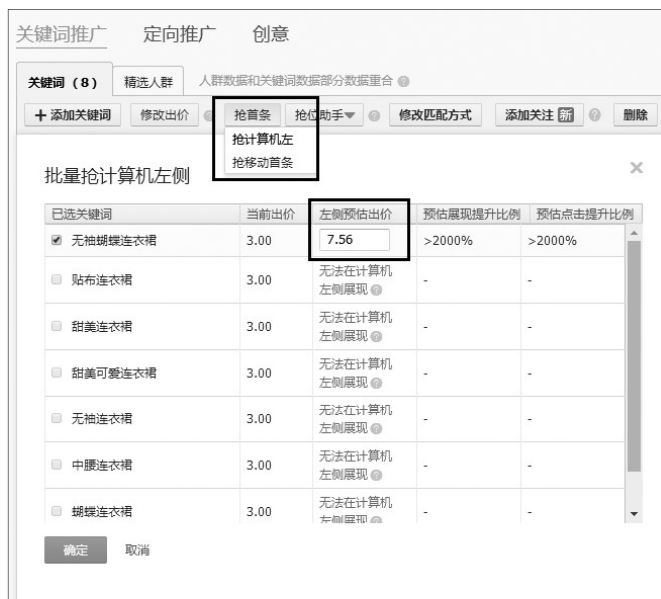 关键词推广 定向推广 创意
关键词（8） 精选人群 人群数据和关键词数据部分数据重合
+ 添加关键词 修改出价 抢首条 抢位助手 修改匹配方式 添加关注 新 删除
抢计算机左
抢移动首条
批量抢计算机左侧
已选关键词 当前出价 左侧预估出价 预估展现提升比例 预估点击提升比例
无袖蝴蝶连衣裙 3.00 7.56 >2000% >2000%
贴布连衣裙 3.00 无法在计算机
左侧展现 - -
甜美连衣裙 3.00 无法在计算机
左侧展现 - -
甜美可爱连衣裙 3.00 无法在计算机
左侧展现 - -
无袖连衣裙 3.00 无法在计算机
左侧展现 - -
中腰连衣裙 3.00 无法在计算机
左侧展现 - -
蝴蝶连衣裙 3.00 无法在计算机
左侧展现 - -
确定 取消